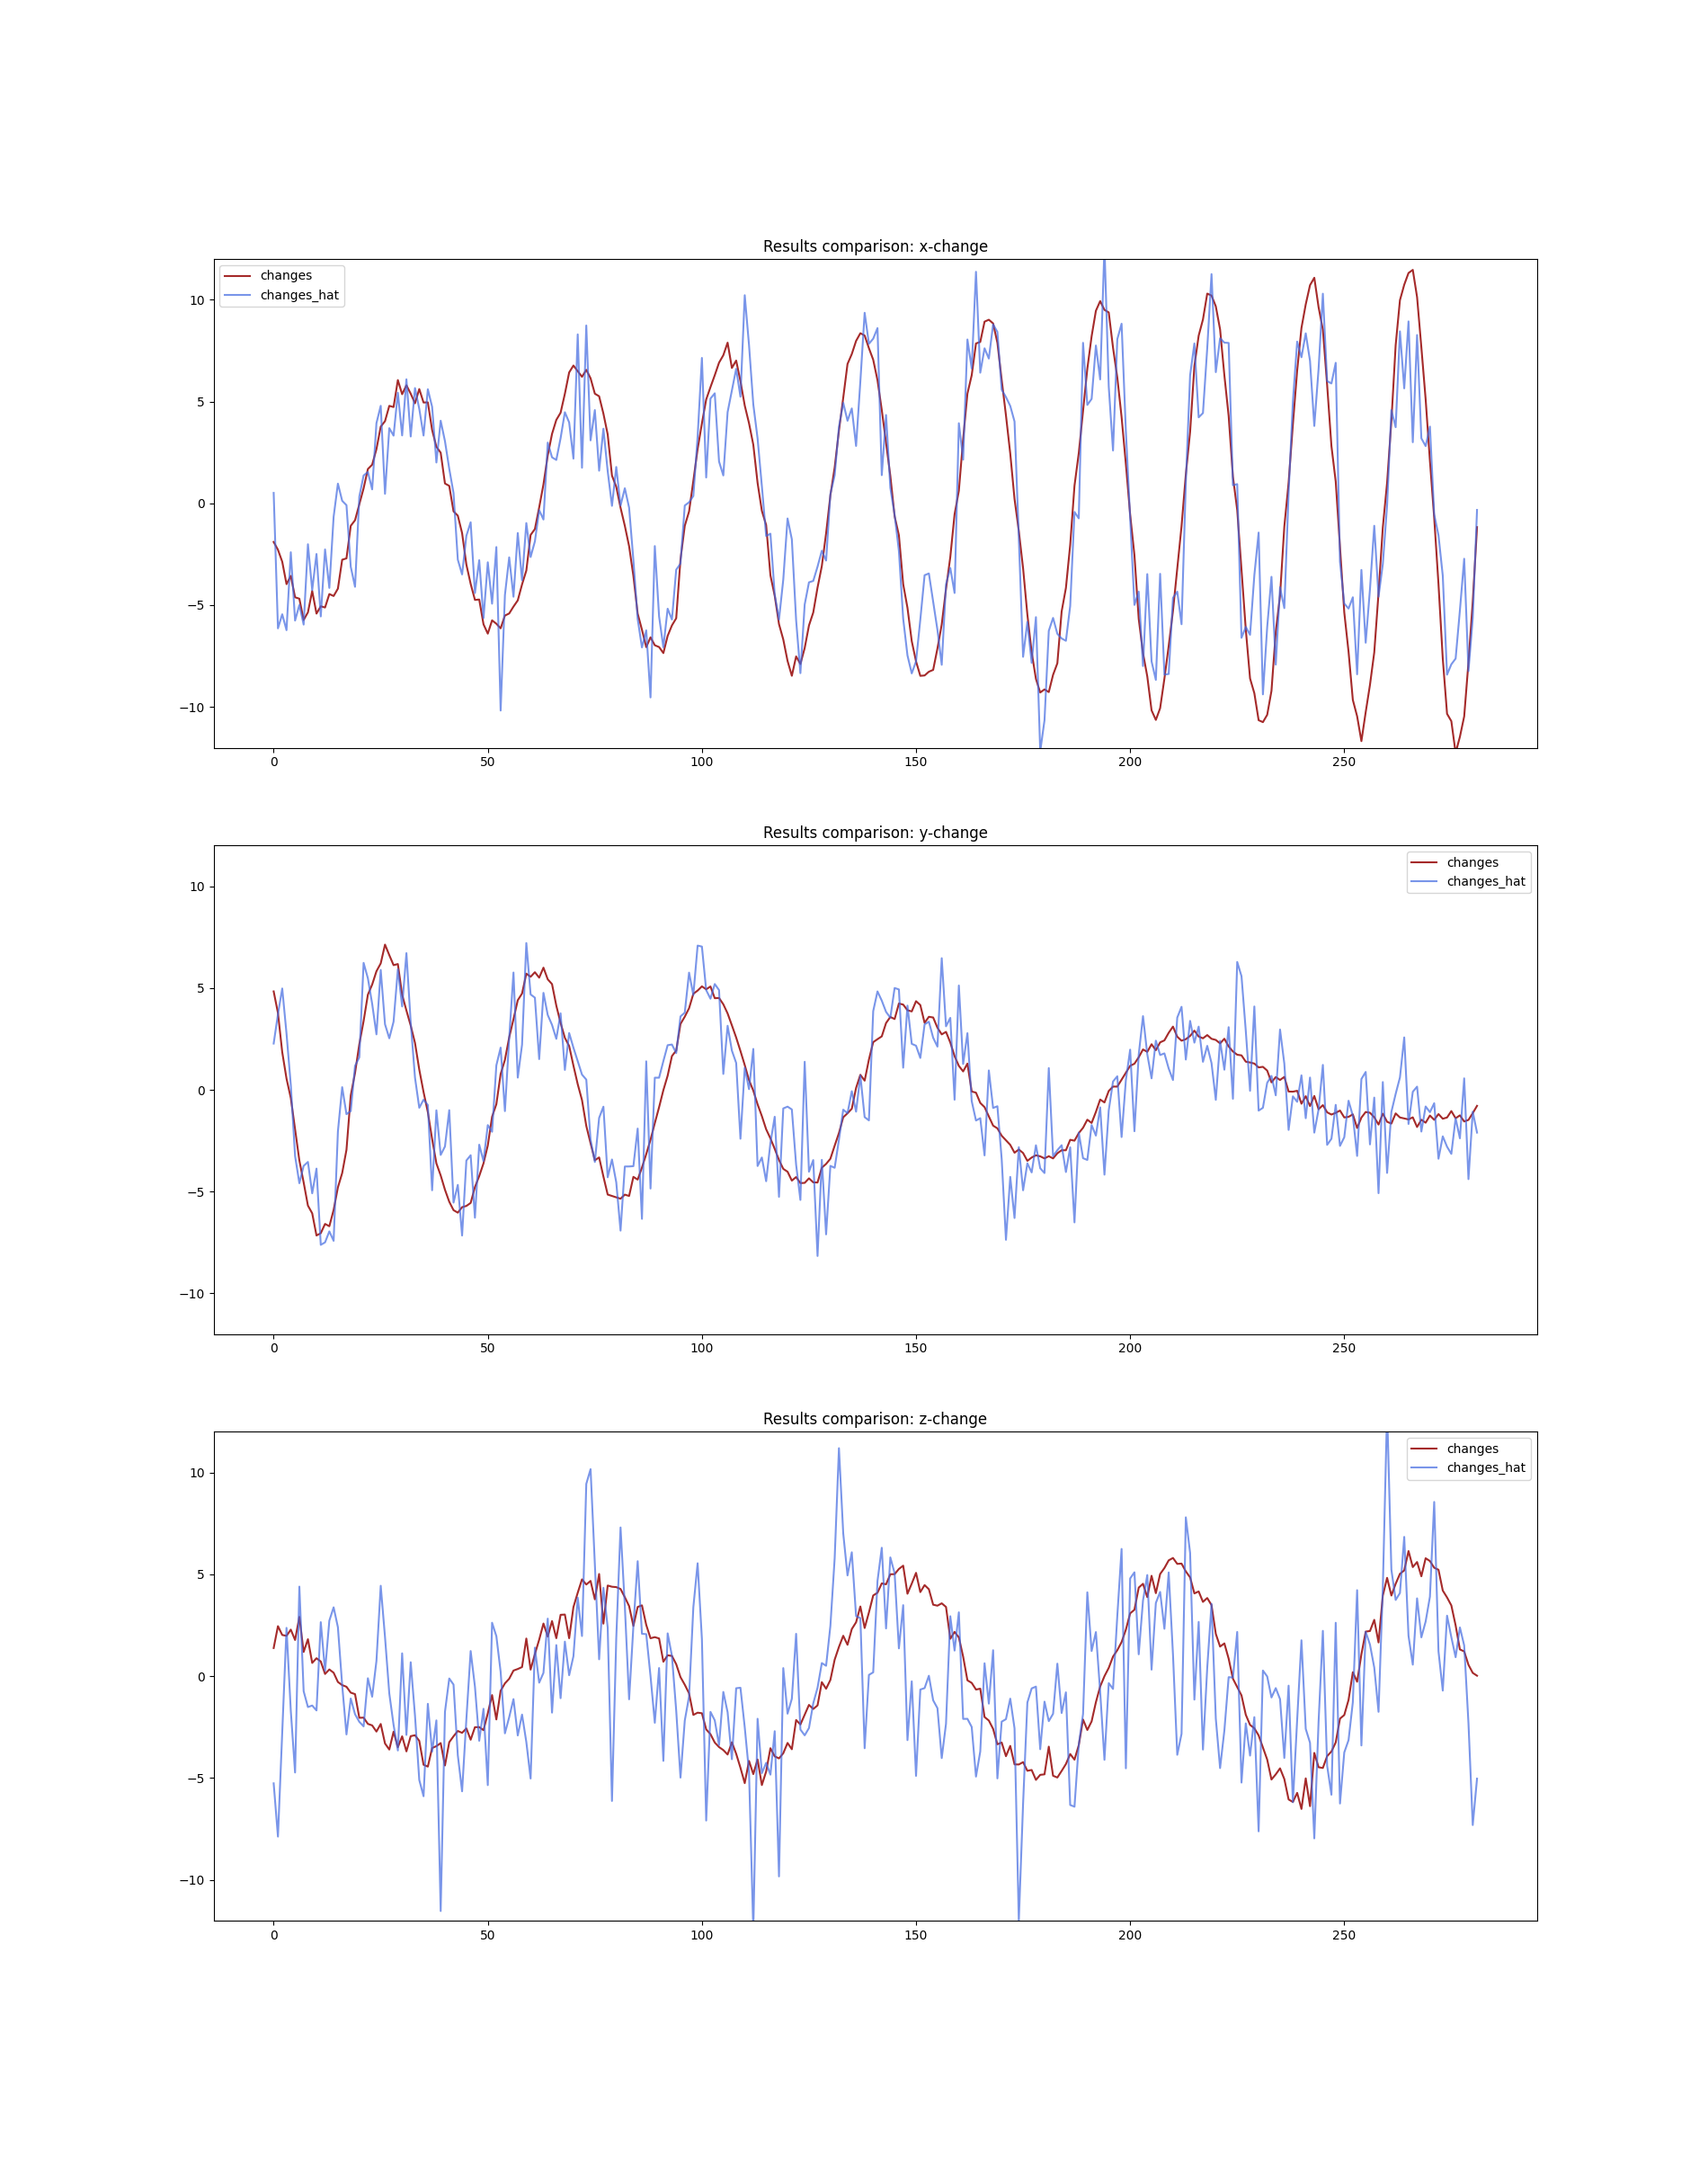 Results comparison: x-change
changes
changes_hat
10
5
0
−5
−10
0 50 100 150 200 250
Results comparison: y-change
changes
changes_hat
10
5
0
−5
−10
0 50 100 150 200 250
Results comparison: z-change
changes
changes_hat
10
5
0
−5
−10
0 50 100 150 200 250